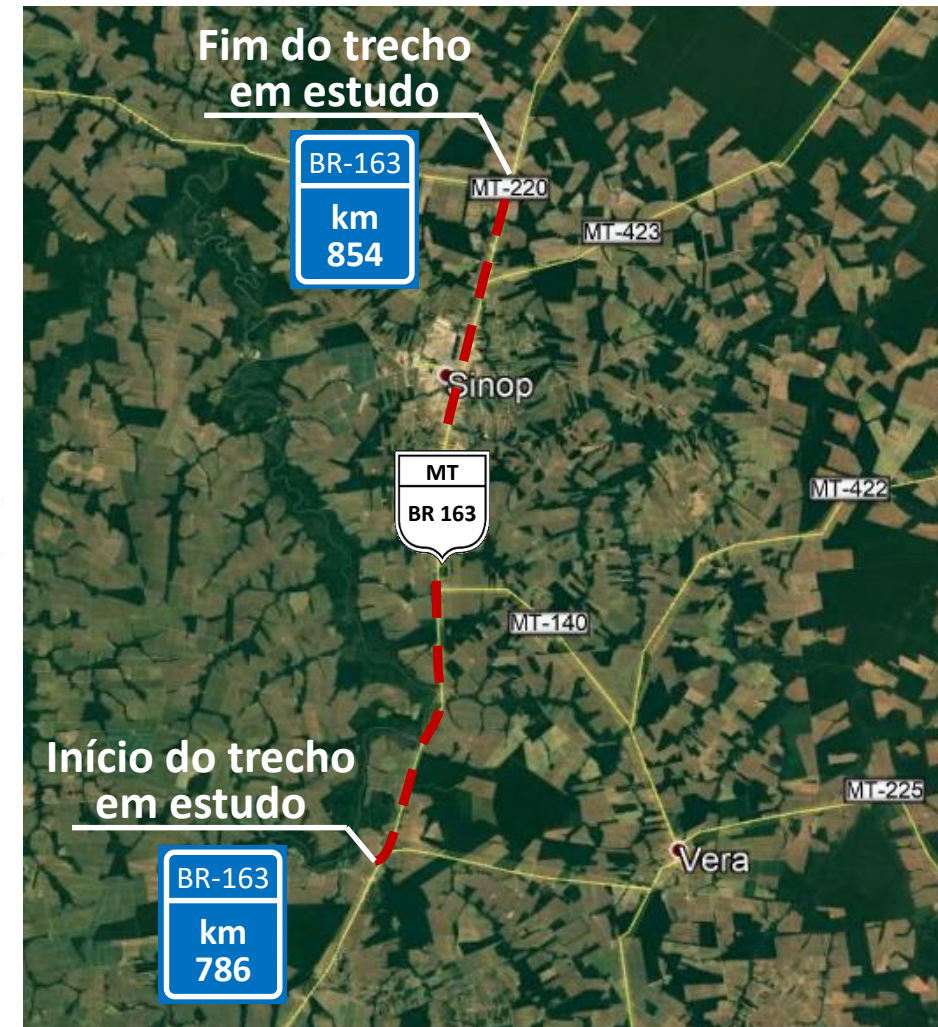 Fim do trecho
em estudo
BR-163
km
854
MT-220
MT-423
Sinop
MT
BR 163
MT-422
MT-140
Início do trecho
em estudo
MT-225
Vera
BR-163
km
786